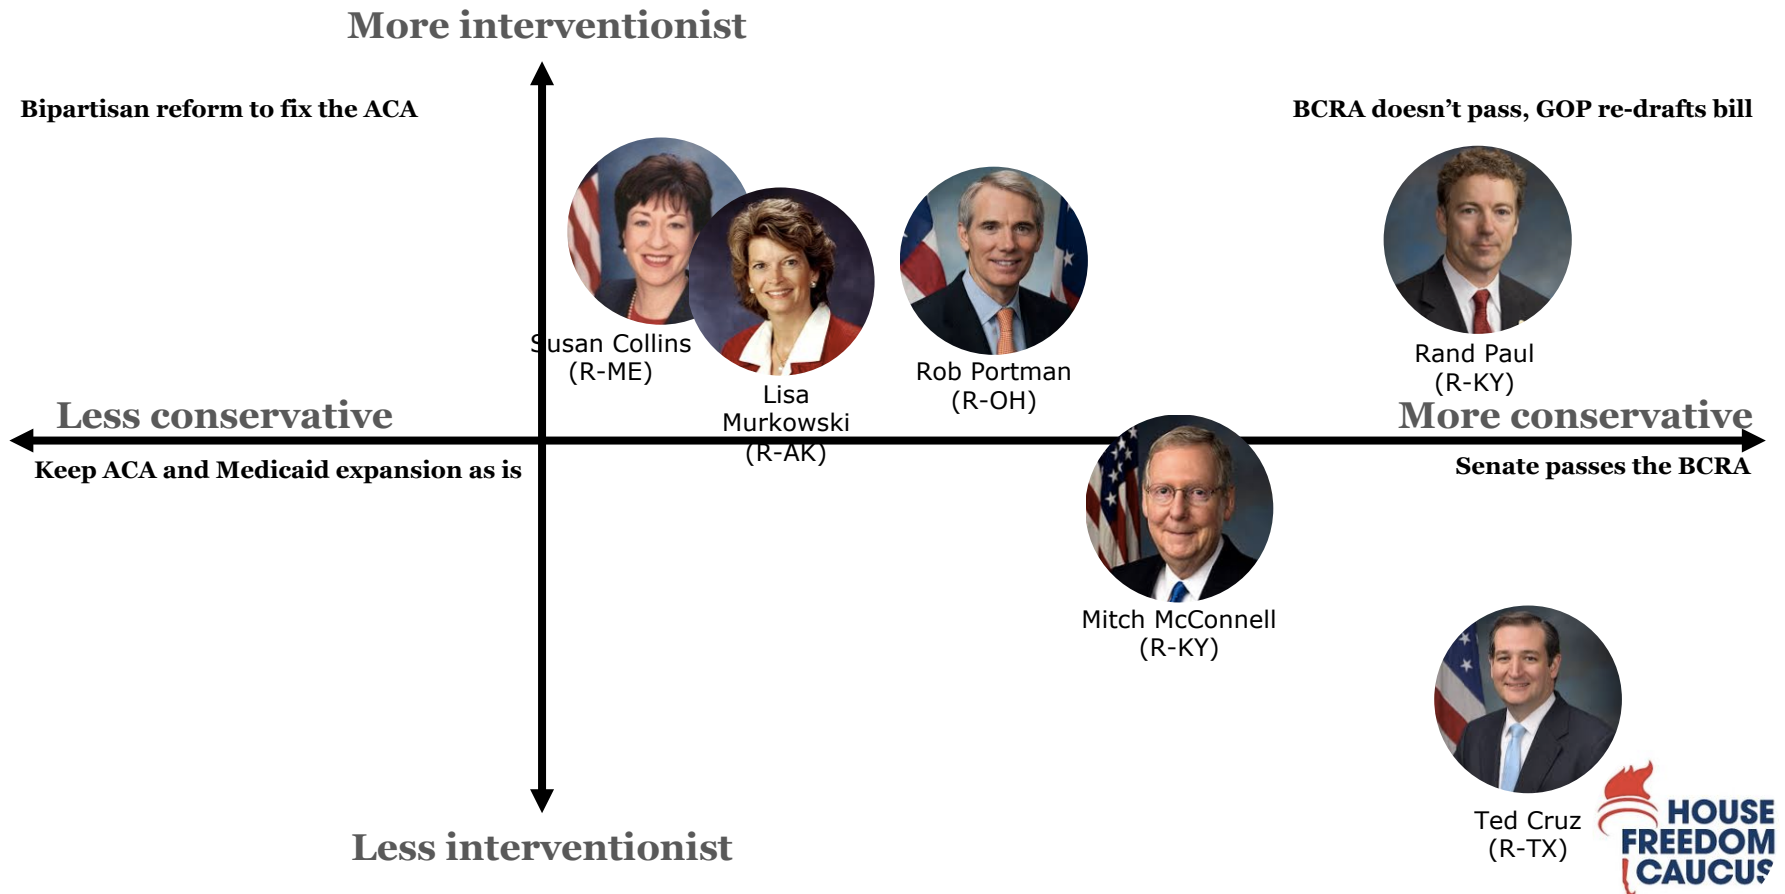 More interventionist
Bipartisan reform to fix the ACA
BCRA doesn’t pass, GOP re-drafts bill
Susan Collins
(R-ME)
Lisa
Murkowski
(R-AK)
Rob Portman
(R-OH)
Rand Paul
(R-KY)
Less conservative
More conservative
Keep ACA and Medicaid expansion as is
Senate passes the BCRA
Mitch McConnell
(R-KY)
Ted Cruz
(R-TX)
HOUSE
FREEDOM
CAUCUS
Less interventionist